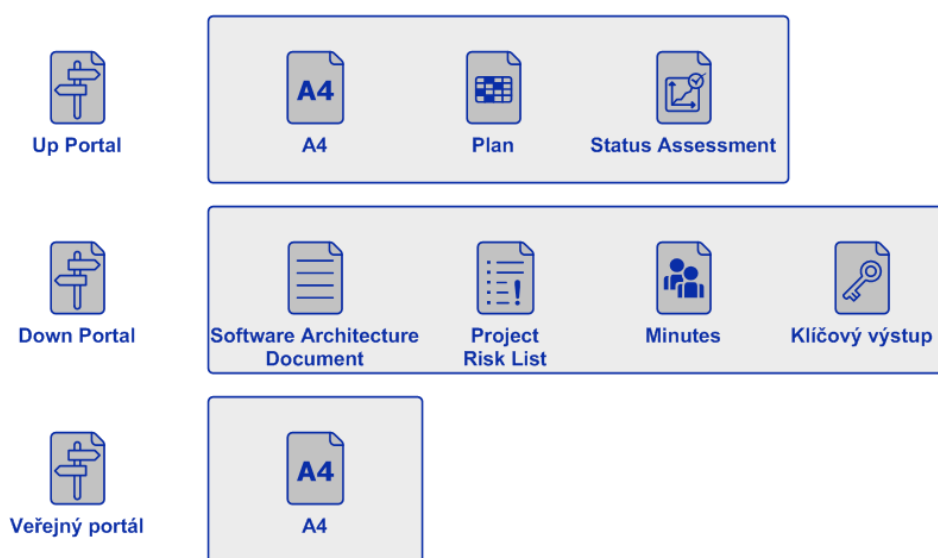 A4
Up Portal
A4
Plan
Status Assessment
Down Portal
Software Architecture
Document
Project
Risk List
Minutes
Klíčový výstup
A4
Veřejný portál
A4